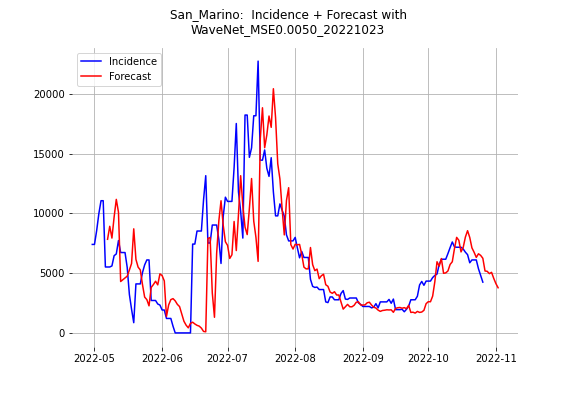 San_Marino:  Incidence + Forecast with
WaveNet_MSE0.0050_20221023
Incidence
Forecast
20000
15000
10000
5000
0
2022-05 2022-06 2022-07 2022-08 2022-09 2022-10 2022-11